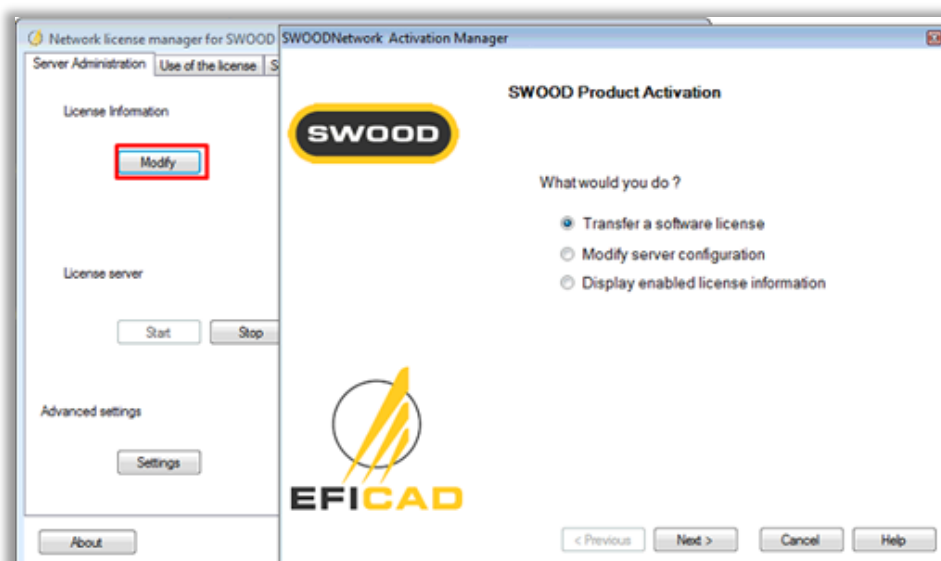 Network license manager for SWOOD
Server Administration
Use of the license
S
License Information
Modify
License server
Start
Stop
Advanced settings
Settings
About
SWOODNetwork Activation Manager
SWOOD Product Activation
SWOOD
What would you do ?
Transfer a software license
Modify server configuration
Display enabled license information
EFICAD
< Previous
Next >
Cancel
Help